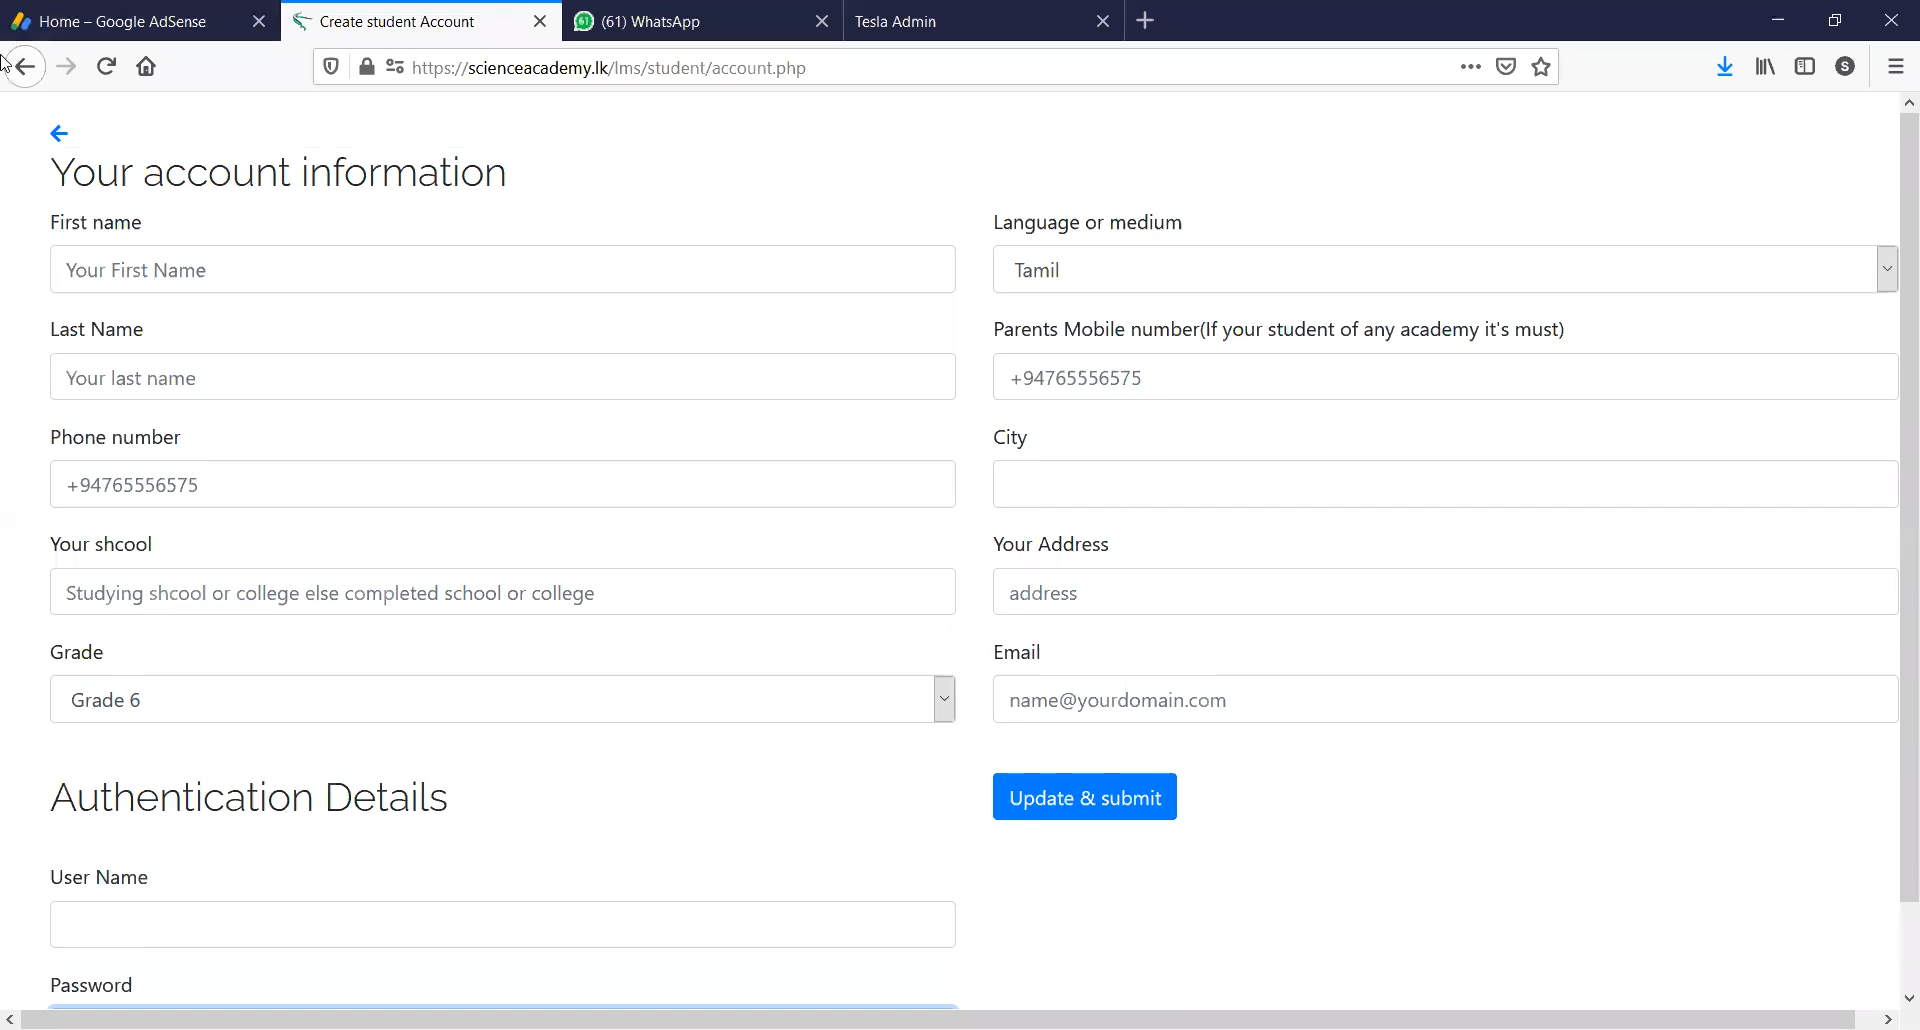 Home – Google AdSense
Create student Account
(61) WhatsApp
Tesla Admin
https://scienceacademy.lk/lms/student/account.php
S
Your account information
First name
Your First Name
Last Name
Your last name
Phone number
+94765556575
Your shcool
Studying shcool or college else completed school or college
Grade
Grade 6
Language or medium
Tamil
Parents Mobile number(If your student of any academy it's must)
+94765556575
City
Your Address
address
Email
name@yourdomain.com
Update & submit
Authentication Details
User Name
Password